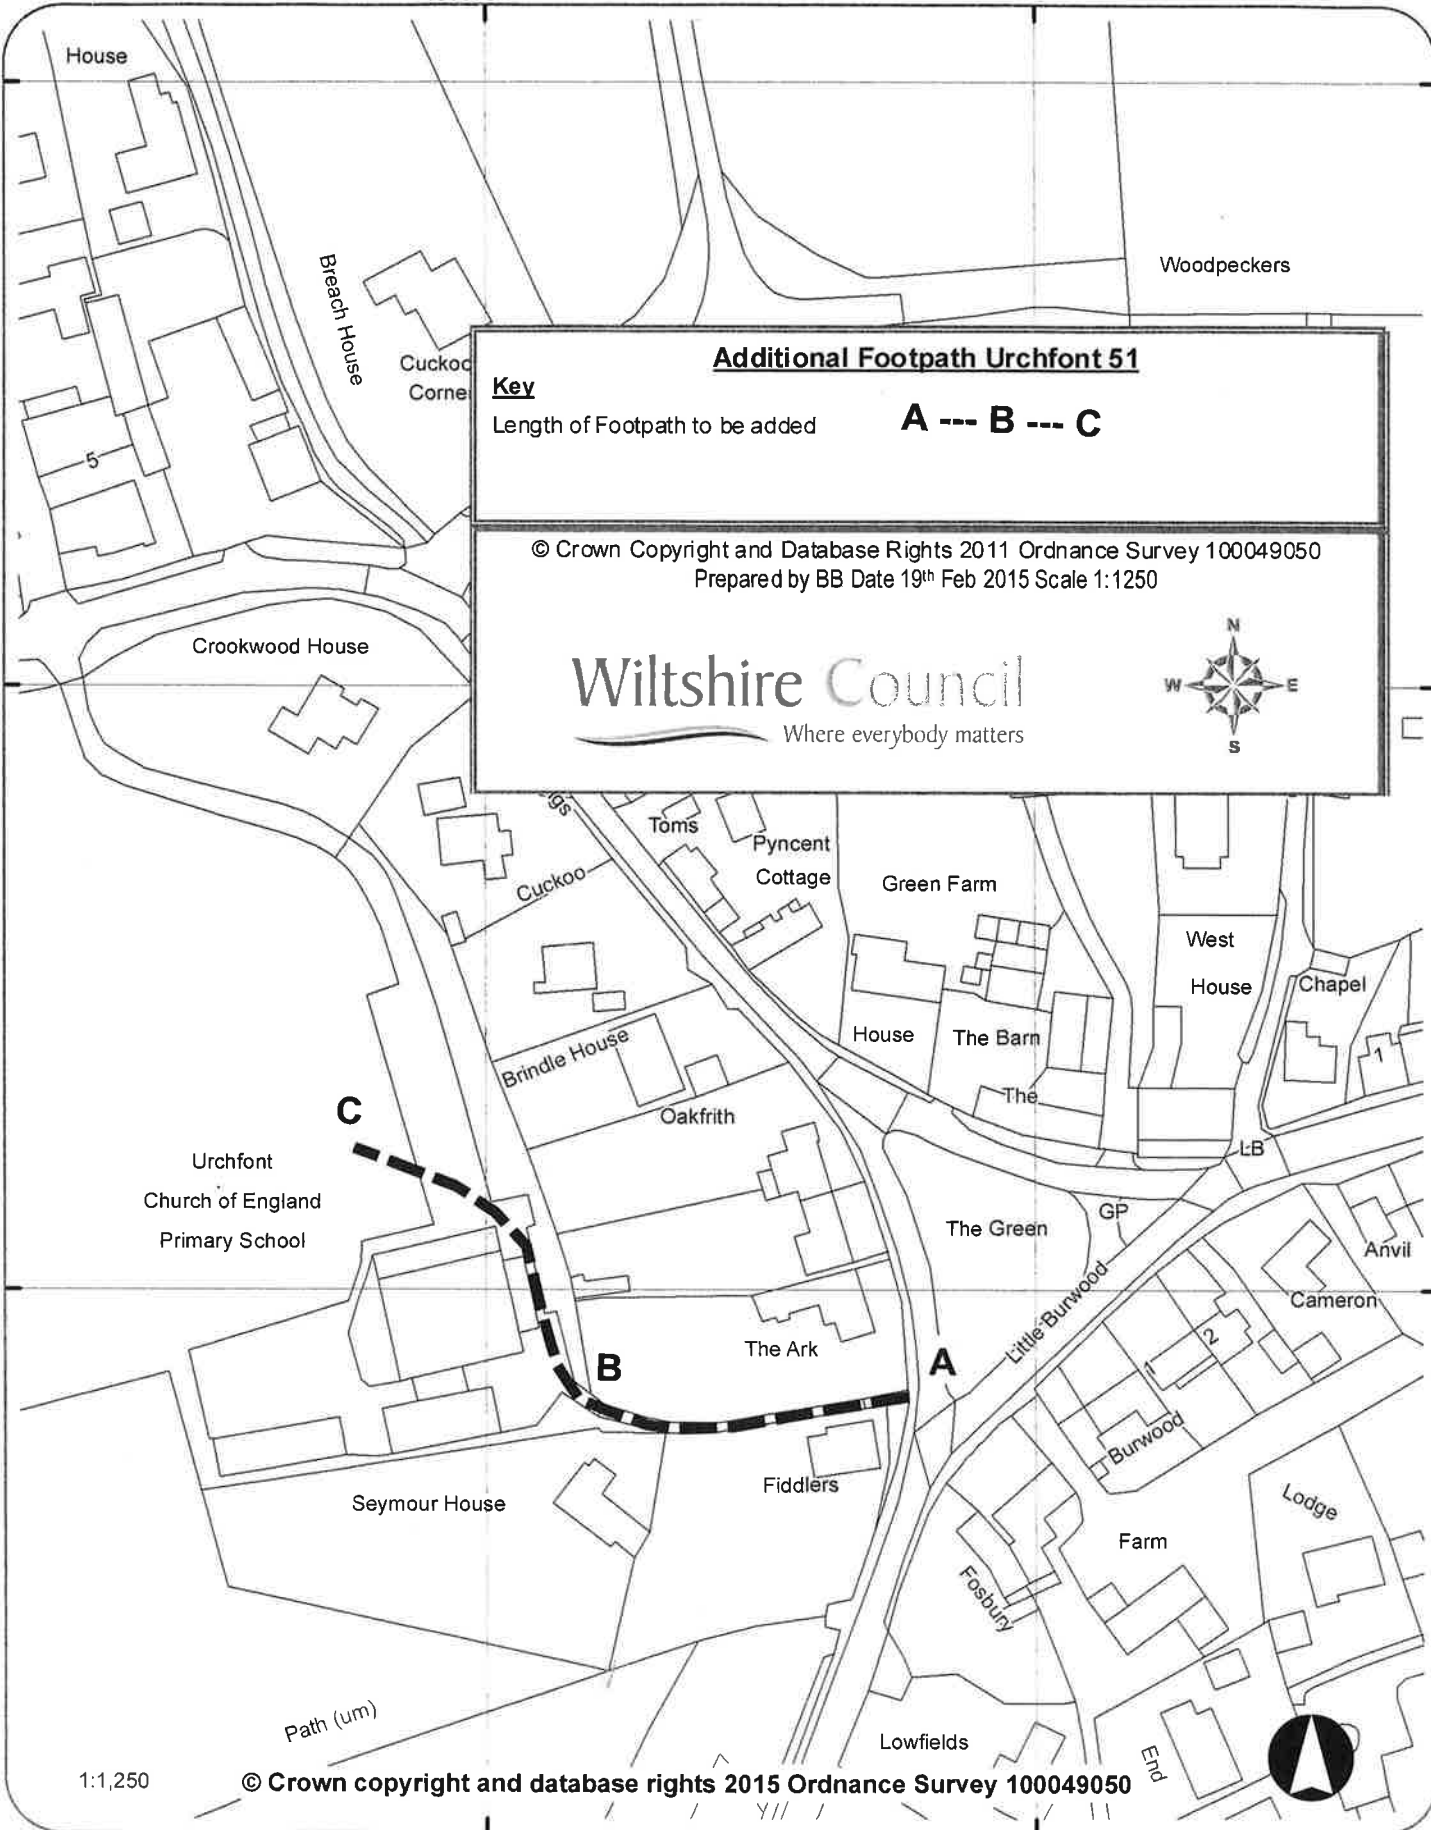 House
Breach House
Woodpeckers
Cuckoo
Corne
Additional Footpath Urchfont 51
Key
Length of Footpath to be added
A --- B --- C
5
© Crown Copyright and Database Rights 2011 Ordnance Survey 100049050
Prepared by BB Date 19th Feb 2015 Scale 1:1250
Crookwood House
Wiltshire Council
Where everybody matters
N
W
E
S
Toms
Pyncent
Cottage
Cuckoo
Green Farm
West
House
Chapel
House
The Barn
1
Brindle House
The
Oakfrith
C
LB
Urchfont
Church of England
Primary School
GP
The Green
Anvil
Little Burwood
Cameron
2
1
The Ark
B
A
Burwood
Fiddlers
Seymour House
Lodge
Farm
Fosbury
Path (um)
Lowfields
End
1:1,250
© Crown copyright and database rights 2015 Ordnance Survey 100049050